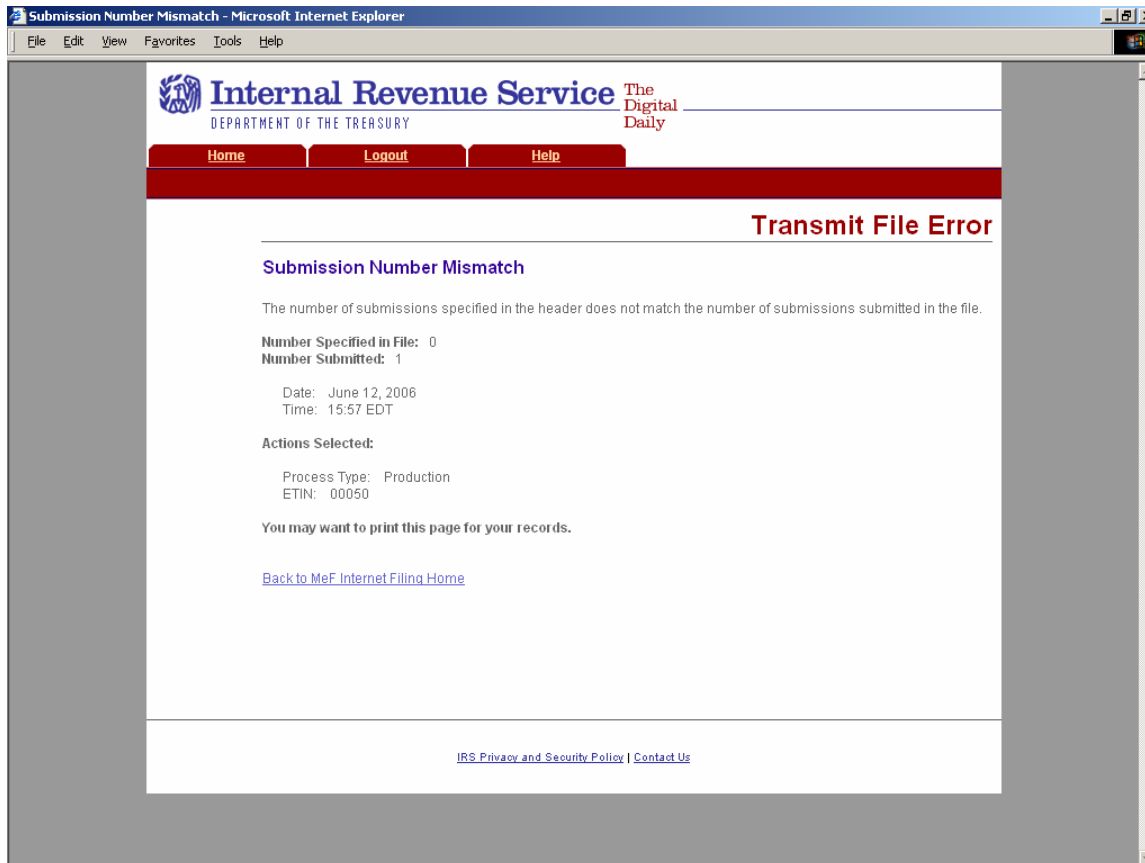 Submission Number Mismatch - Microsoft Internet Explorer
File Edit View Favorites Tools Help
Internal Revenue Service
The
Digital
Daily
DEPARTMENT OF THE TREASURY
Home Logout Help
Transmit File Error
Submission Number Mismatch
The number of submissions specified in the header does not match the number of submissions submitted in the file.
Number Specified in File: 0
Number Submitted: 1
Date: June 12, 2006
Time: 15:57 EDT
Actions Selected:
Process Type: Production
ETIN: 00050
You may want to print this page for your records.
Back to MeF Internet Filing Home
IRS Privacy and Security Policy | Contact Us